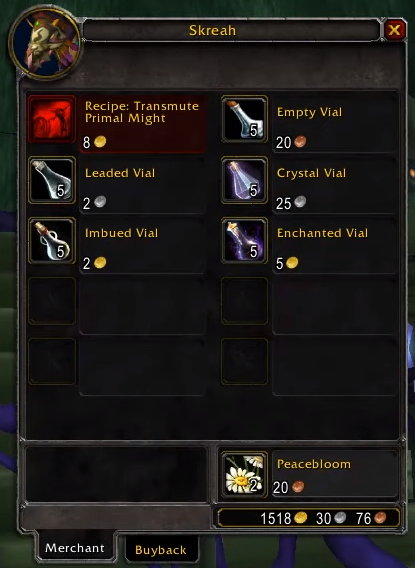 Skreah
Recipe: Transmute
Primal Might
8
5
Empty Vial
20
5
Leaded Vial
2
5
Crystal Vial
25
5
Imbued Vial
2
5
Enchanted Vial
5
2
Peacebloom
20
1518 30 76
Merchant
Buyback